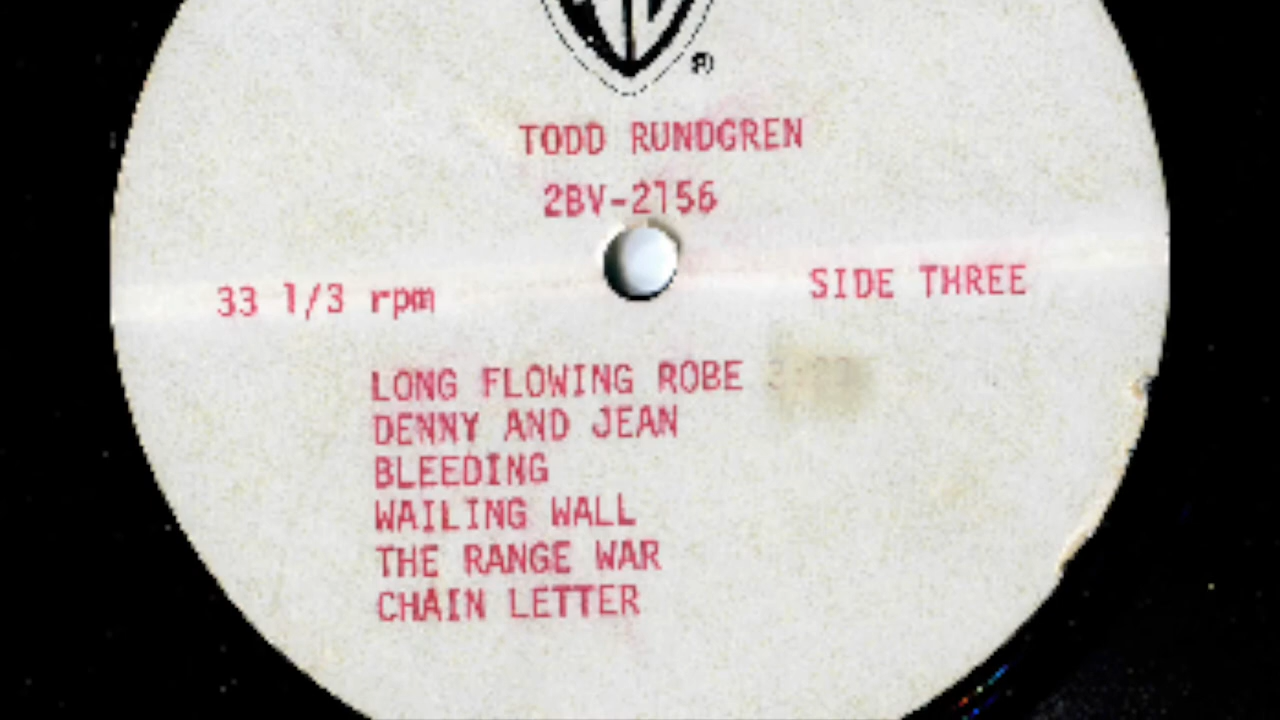 ®
TODD RUNDGREN
2BV-2156
33 1/3 rpm
SIDE THREE
LONG FLOWING ROBE
DENNY AND JEAN
BLEEDING
WAILING WALL
THE RANGE WAR
CHAIN LETTER